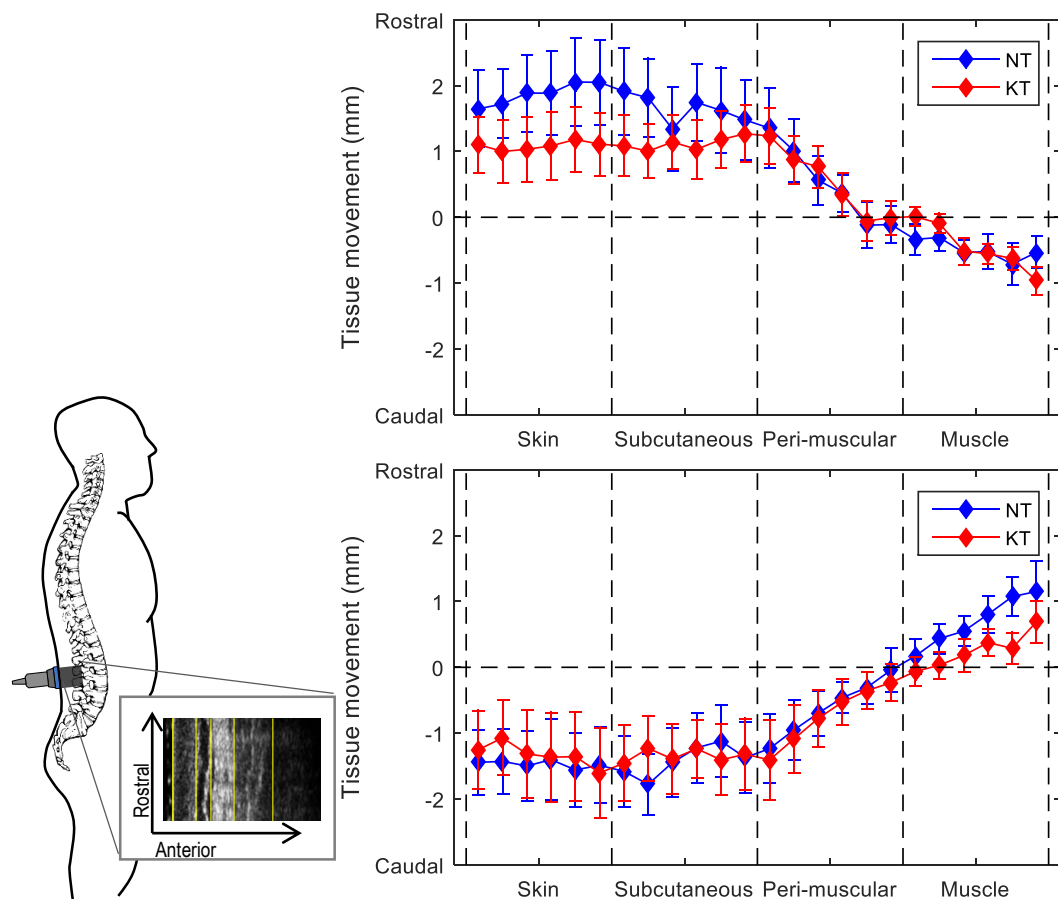 Rostral
2
1
0
-1
-2
Caudal
Tissue movement (mm)
NT
KT
Skin
Subcutaneous
Peri-muscular
Muscle
Rostral
2
1
0
-1
-2
Caudal
Tissue movement (mm)
NT
KT
Skin
Subcutaneous
Peri-muscular
Muscle
Rostral
Anterior